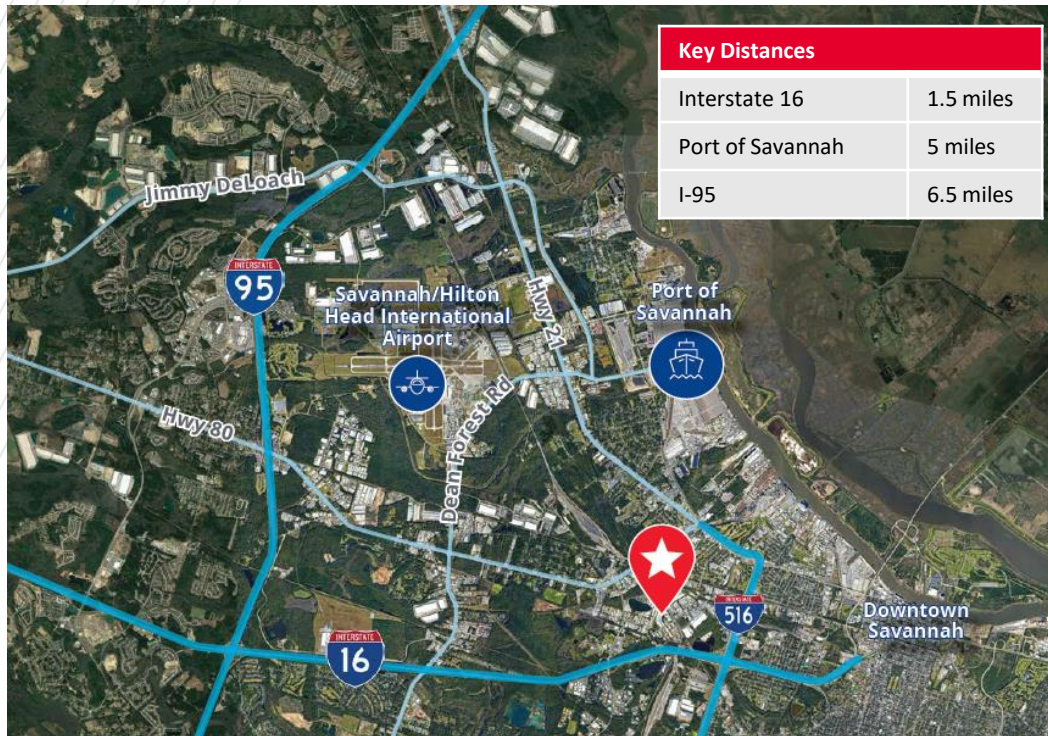 Key Distances
Interstate 16 1.5 miles
Port of Savannah 5 miles
I-95 6.5 miles
Jimmy DeLoach
INTERSTATE
95
Savannah/Hilton
Head International
Airport
Hwy 21
Port of
Savannah
Hwy 80
Dean Forest Rd
INTERSTATE
516
Downtown
Savannah
INTERSTATE
16